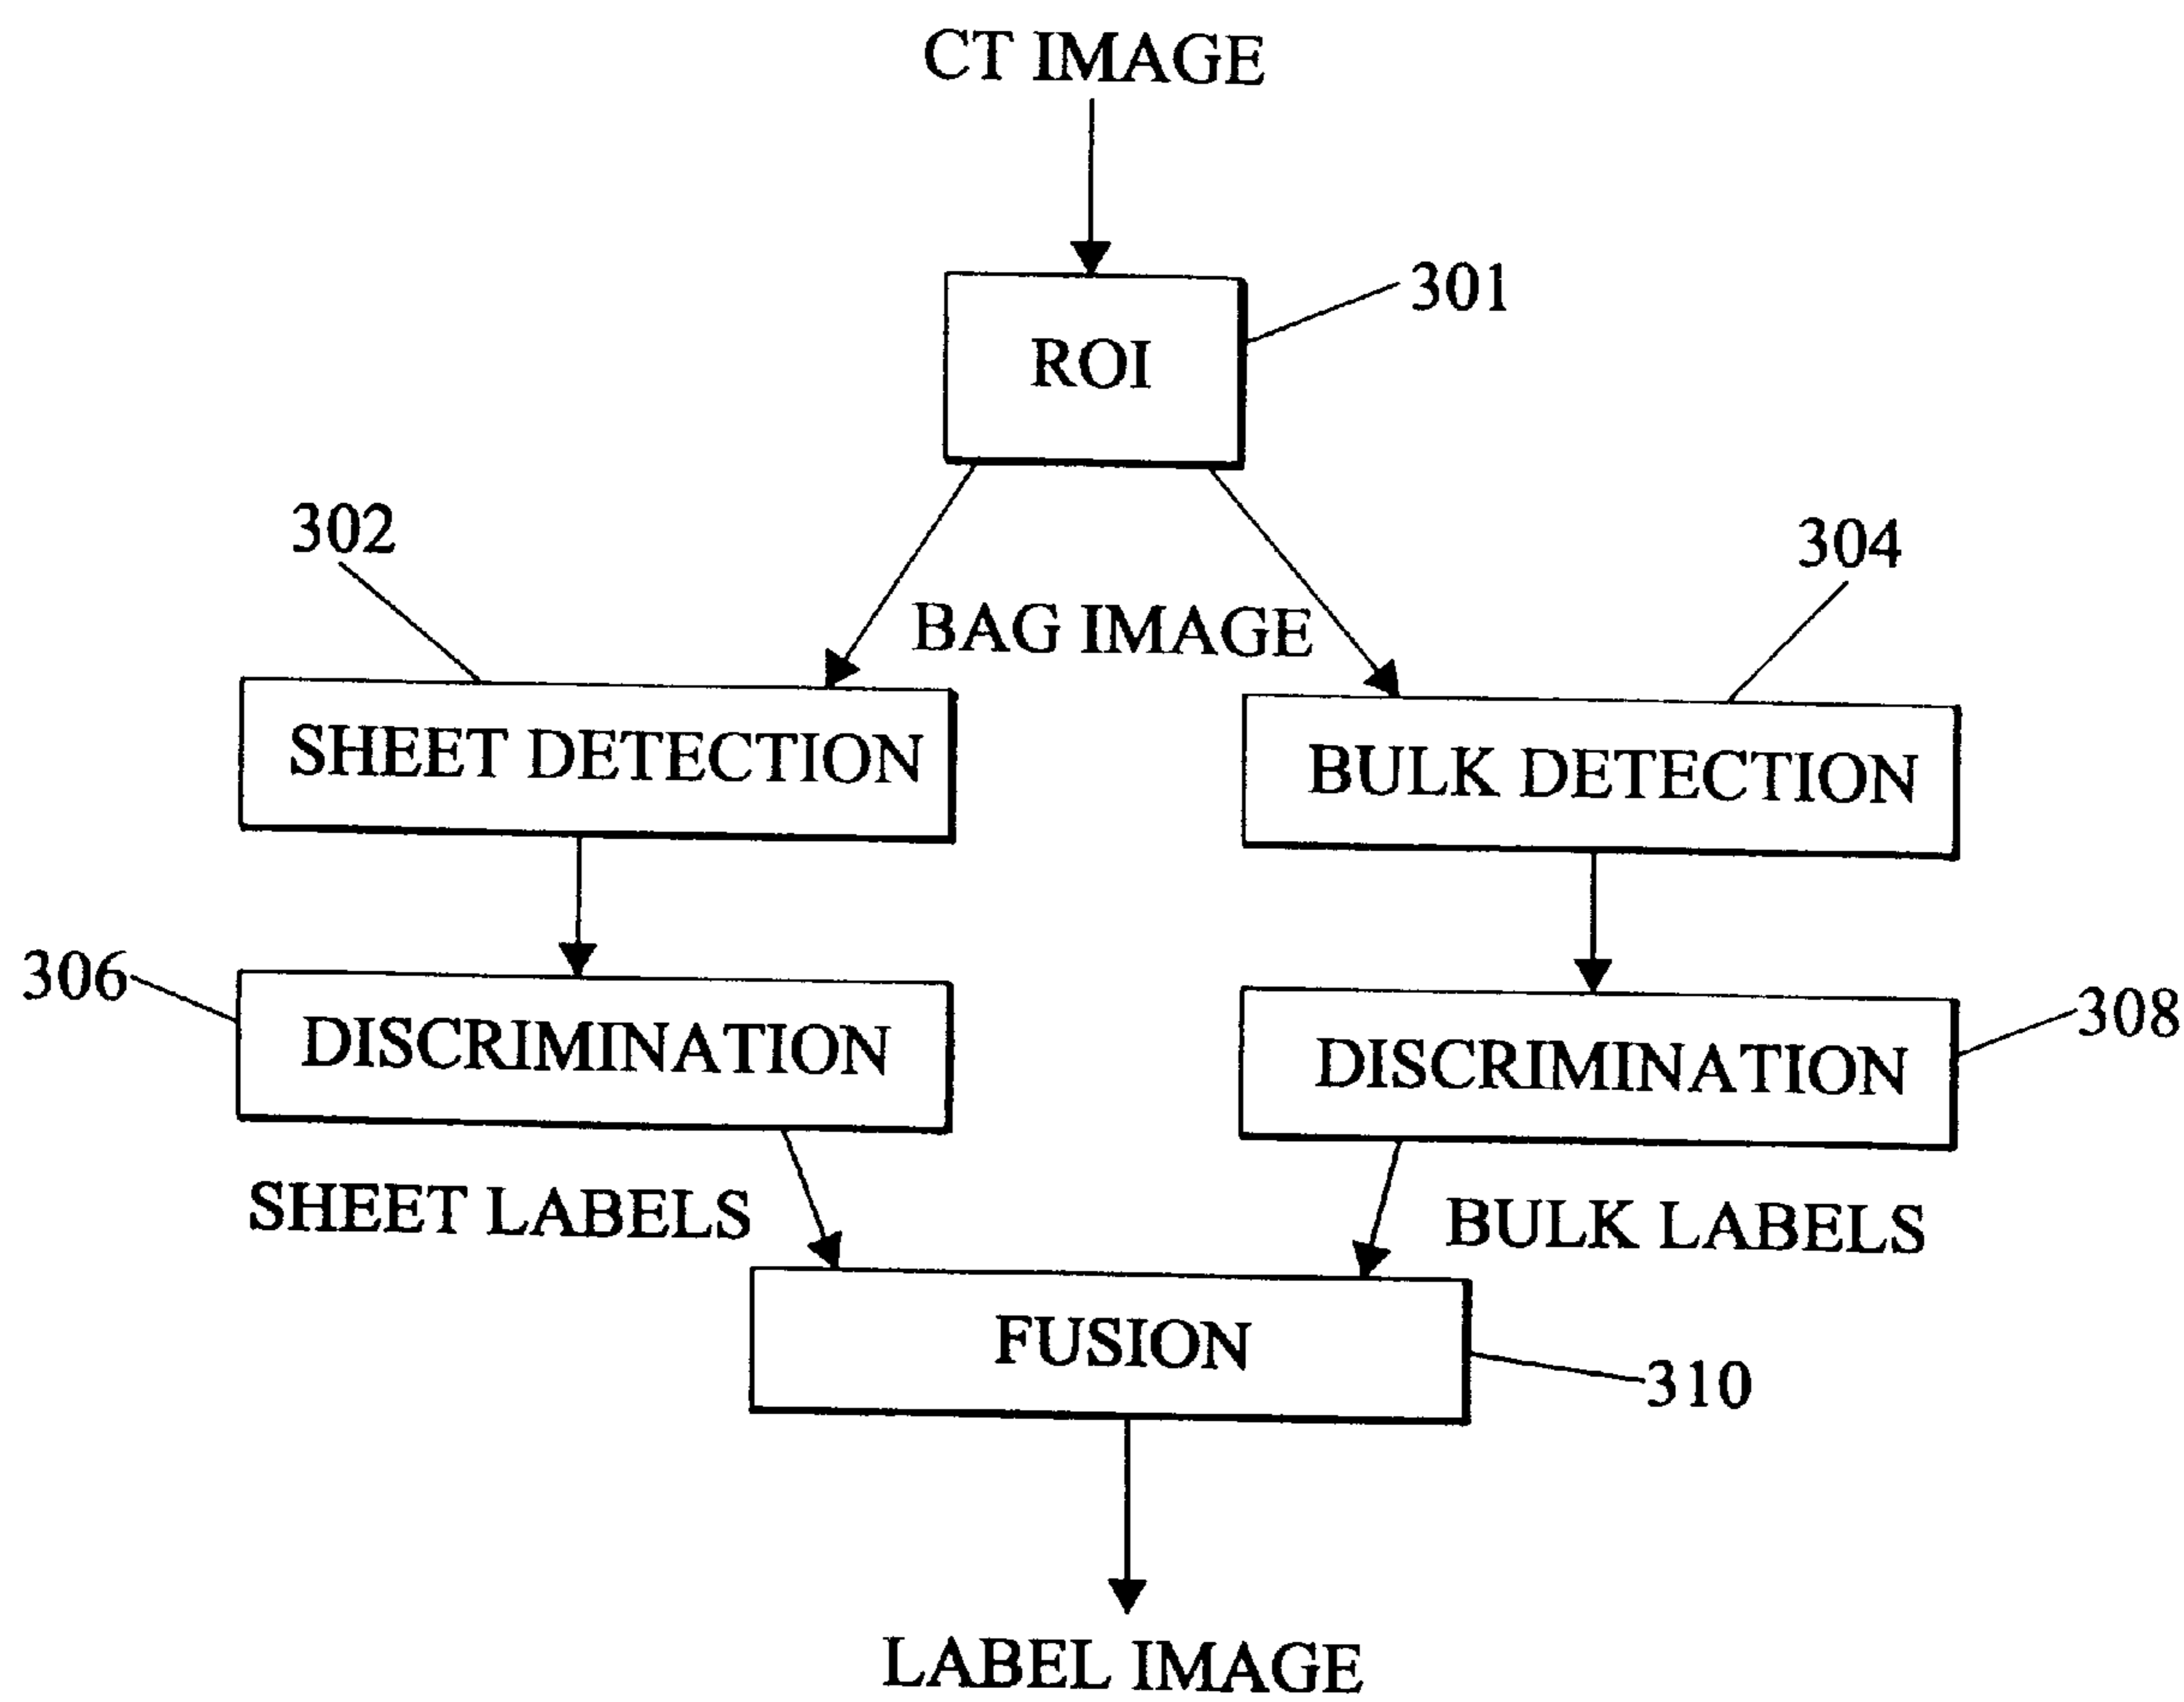 CT IMAGE
301
ROI
302
304
BAG IMAGE
SHEET DETECTION
BULK DETECTION
306
DISCRIMINATION
308
DISCRIMINATION
SHEET LABELS
BULK LABELS
FUSION
310
LABEL IMAGE